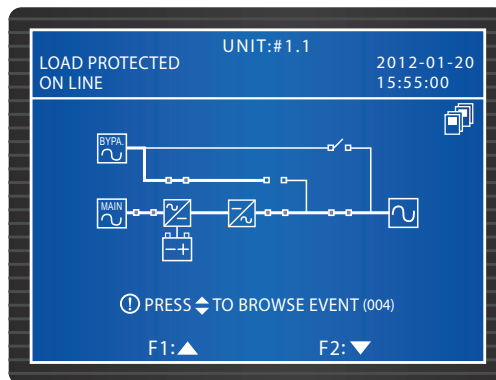 UNIT:#1.1
LOAD PROTECTED
ON LINE
2012-01-20
15:55:00
BYPA.
MAIN
PRESS TO BROWSE EVENT (004)
F1:
F2: